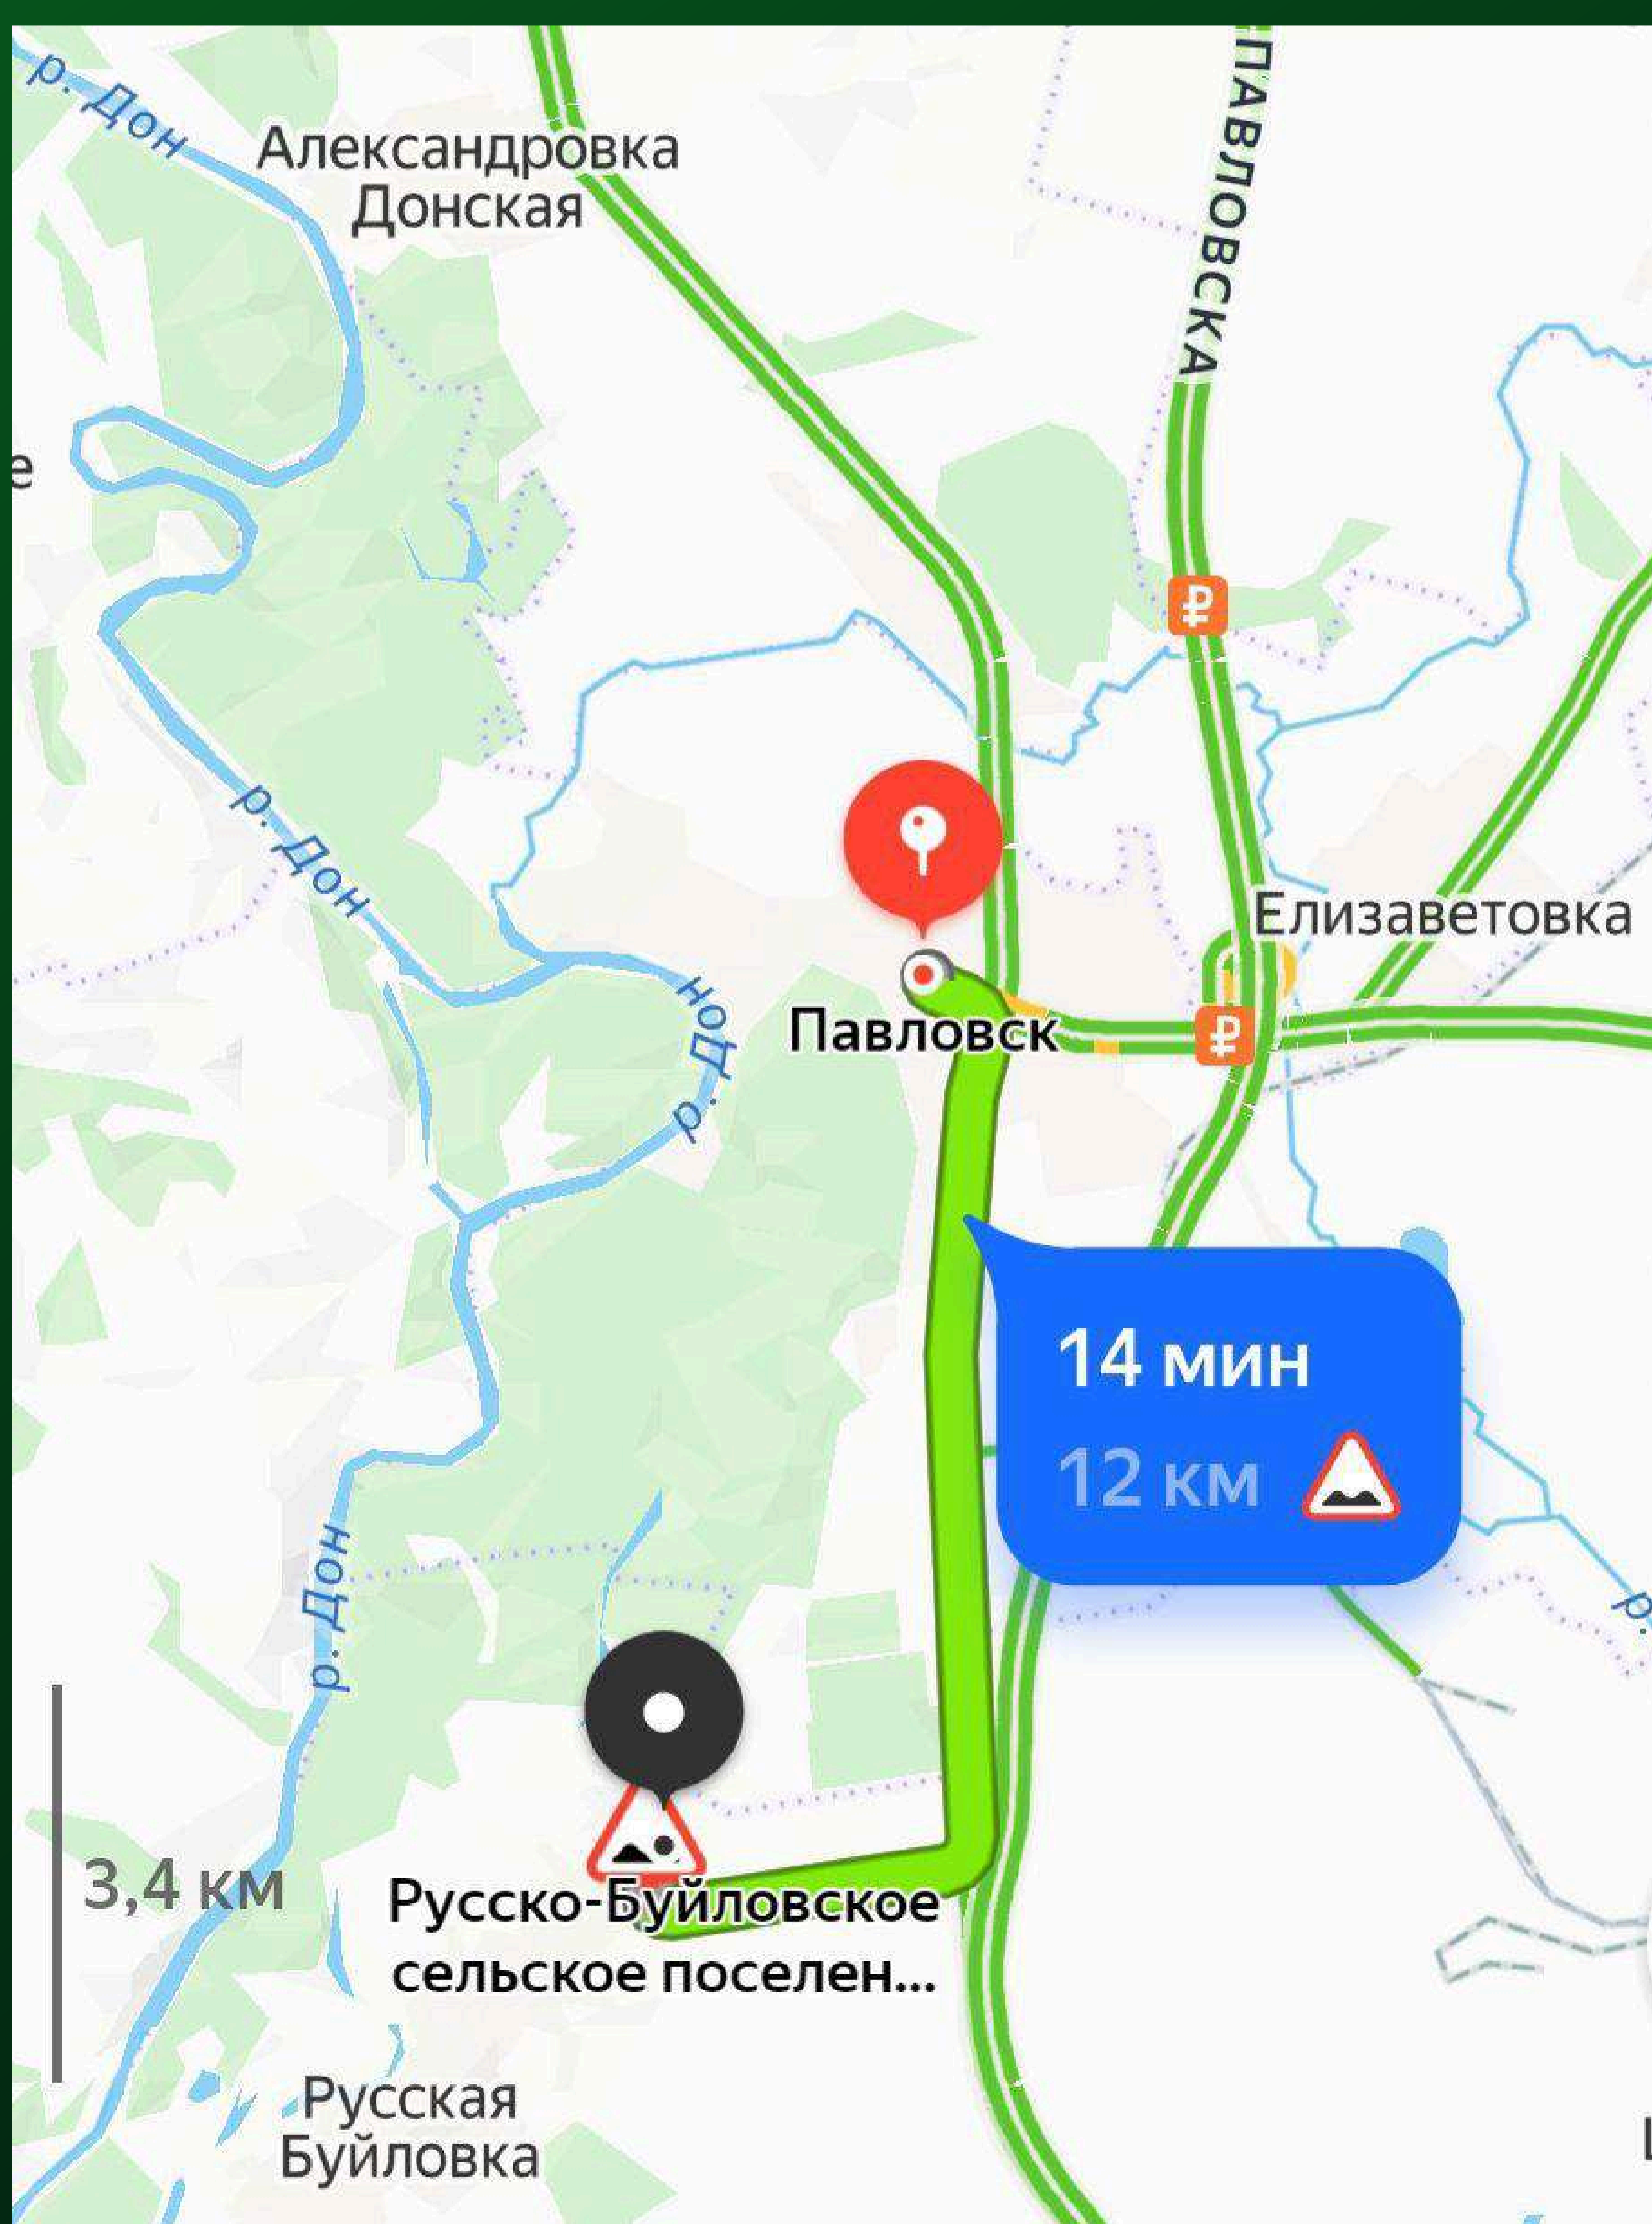 р. Дон
ПАВЛОВСКА
Александровка
Донская
е
₽
р. Дон
Елизаветовка
р. Дон
Павловск
₽
14 мин
12 км
р. Дон
р.
3,4 км
Русско-Буйловское
сельское поселен...
Русская
Буйловка